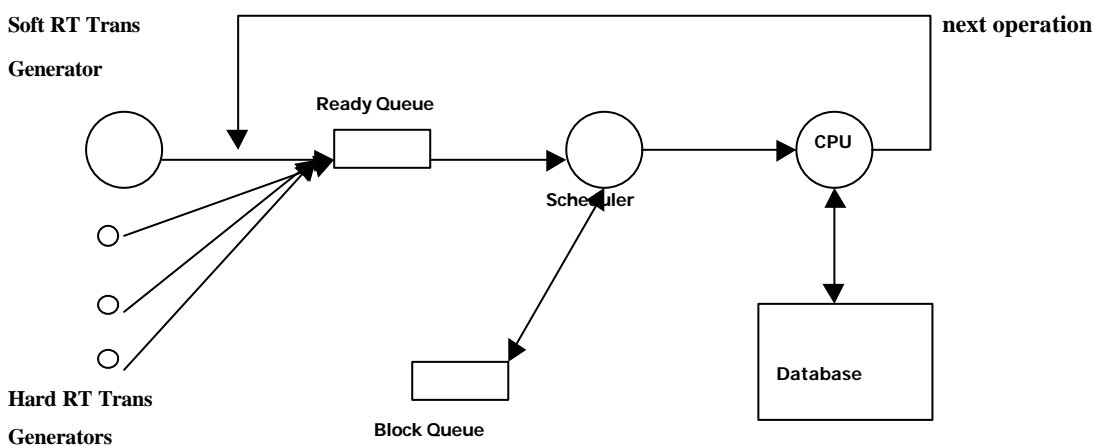 Soft RT Trans
Generator
next operation
Ready Queue
CPU
Scheduler
Database
Hard RT Trans
Generators
Block Queue